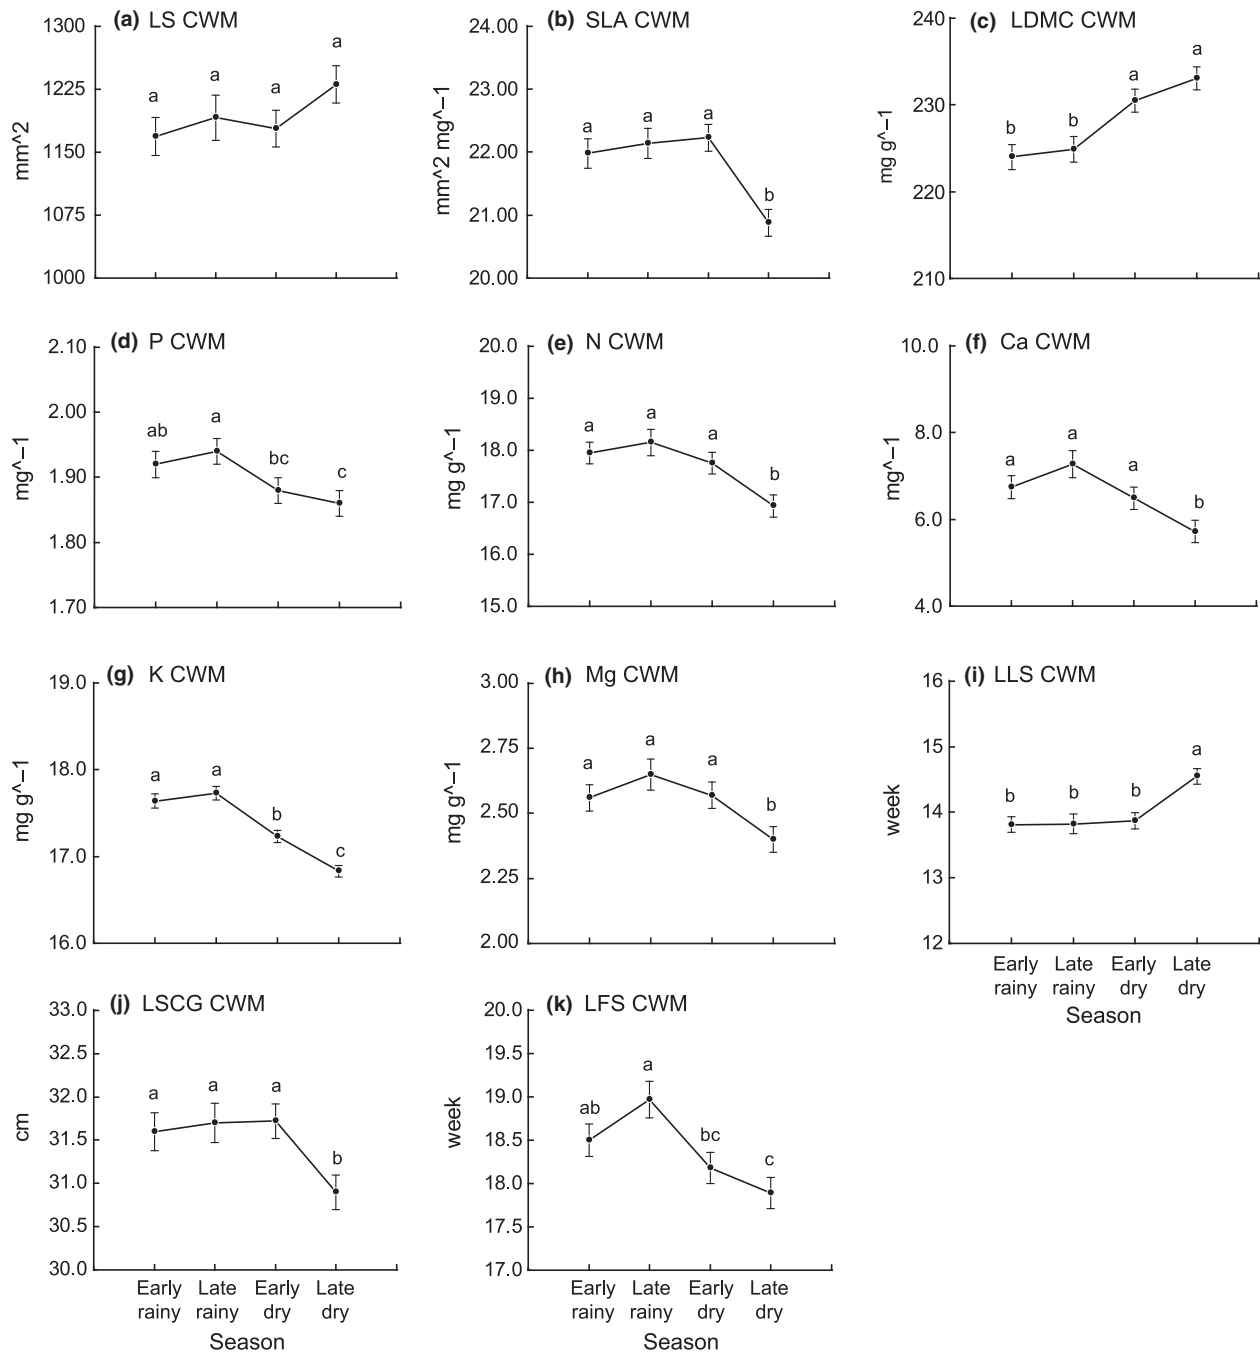 (a) LS CWM
1300
1225
1150
1075
1000
mm^2
a
a
a
a
(b) SLA CWM
24.00
23.00
22.00
21.00
20.00
mm^2 mg^–1
a
a
a
b
(c) LDMC CWM
240
230
220
210
mg g^–1
b
b
a
a
(d) P CWM
2.10
2.00
1.90
1.80
1.70
mg^–1
ab
a
bc
c
(e) N CWM
20.0
19.0
18.0
17.0
16.0
15.0
mg g^–1
a
a
a
b
(f) Ca CWM
10.0
8.0
6.0
4.0
mg^–1
a
a
a
b
(g) K CWM
19.0
18.0
17.0
16.0
mg g^–1
a
a
b
c
(h) Mg CWM
3.00
2.75
2.50
2.25
2.00
mg g^–1
a
a
a
b
(i) LLS CWM
16
15
14
13
12
week
b
b
b
a
Early Late Early Late
rainy rainy dry dry
Season
(j) LSCG CWM
33.0
32.5
32.0
31.5
31.0
30.5
30.0
cm
a
a
a
b
Early Late Early Late
rainy rainy dry dry
Season
(k) LFS CWM
20.0
19.5
19.0
18.5
18.0
17.5
17.0
week
ab
a
bc
c
Early Late Early Late
rainy rainy dry dry
Season